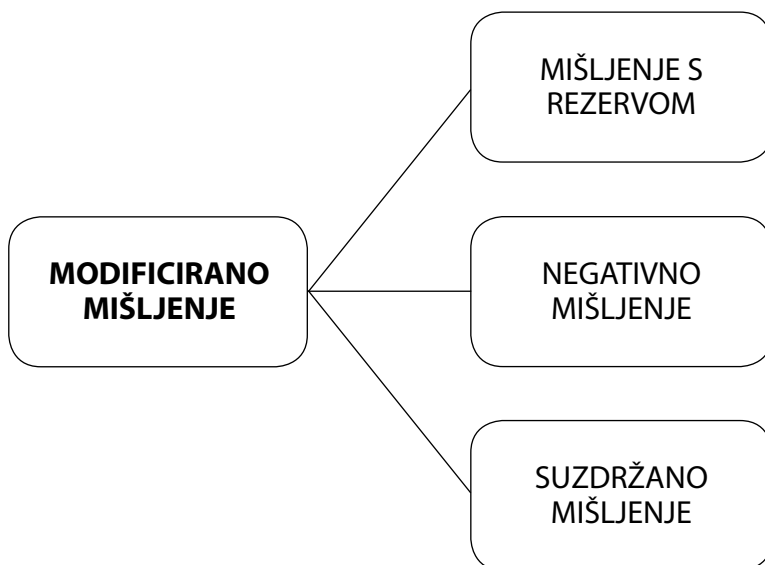 MIŠLJENJE S
REZERVOM
MODIFICIRANO
MIŠLJENJE
NEGATIVNO
MIŠLJENJE
SUZDRŽANO
MIŠLJENJE